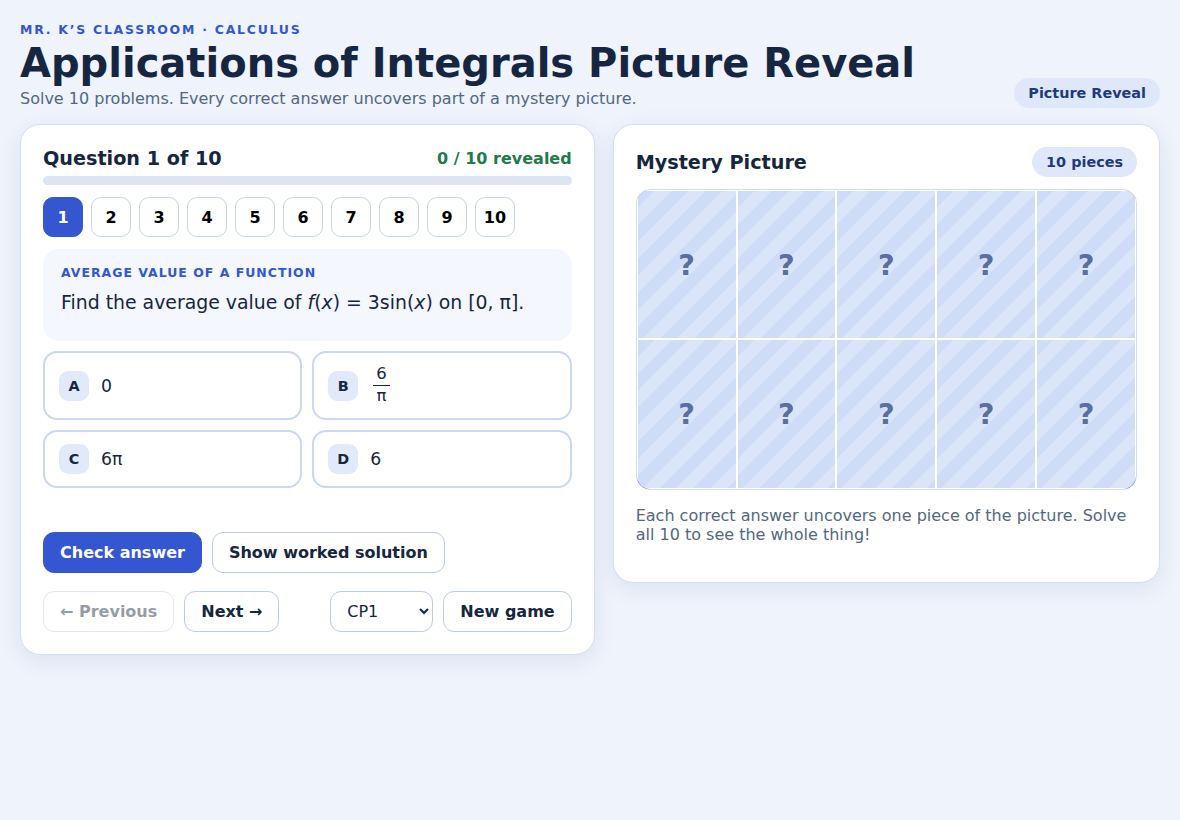 MR. K’S CLASSROOM · CALCULUS
Applications of Integrals Picture Reveal
Solve 10 problems. Every correct answer uncovers part of a mystery picture.
Picture Reveal
Question 1 of 10
0 / 10 revealed
1 2 3 4 5 6 7 8 9 10
AVERAGE VALUE OF A FUNCTION
Find the average value of f(x) = 3sin(x) on [0, π].
A 0
B 6/π
C 6π
D 6
Check answer
Show worked solution
← Previous
Next →
CP1
New game
Mystery Picture
10 pieces
? ? ? ? ?
? ? ? ? ?
Each correct answer uncovers one piece of the picture. Solve
all 10 to see the whole thing!